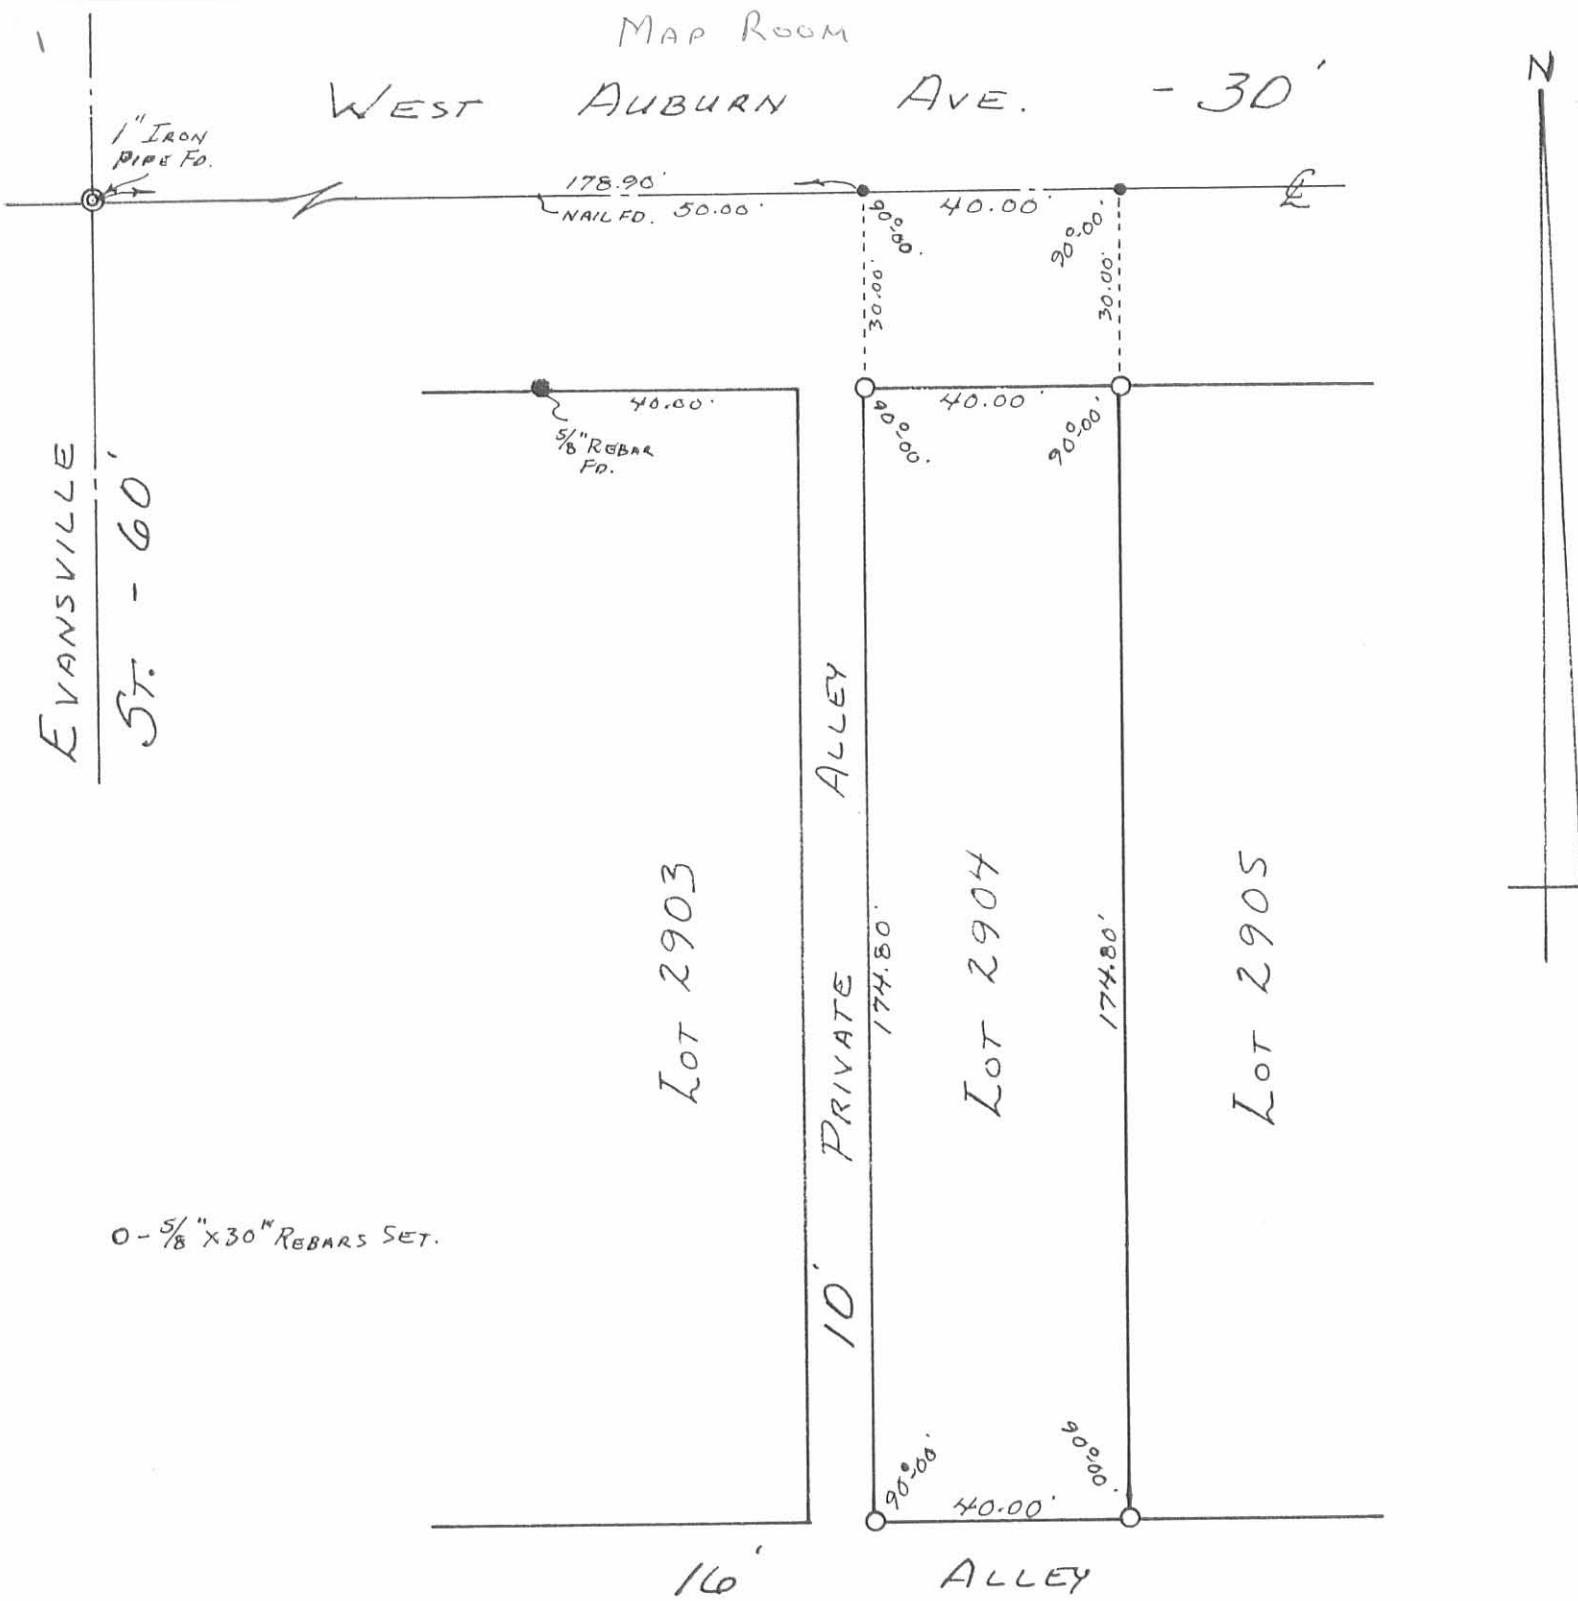 MAP ROOM
WEST AUBURN AVE. - 30'
N
1" IRON
PIPE FD.
178.90'
NAIL FD. 50.00'
40.00'
℄
90°-00'
90°-00'
30.00'
30.00'
40.00'
5/8" REBAR
FD.
40.00'
90°-00'
90°-00'
EVANSVILLE
ST. - 60'
LOT 2903
10' PRIVATE ALLEY
174.80'
LOT 2904
174.80'
LOT 2905
O - 5/8" X 30" REBARS SET.
90°-00'
90°-00'
40.00'
16' ALLEY